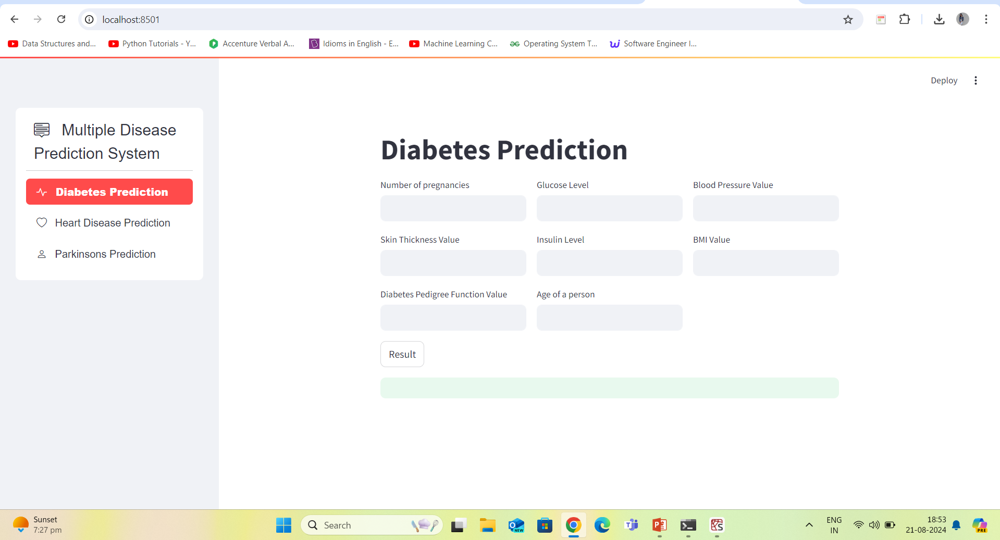 localhost:8501
Data Structures and... Python Tutorials - Y... Accenture Verbal A... Idioms in English - E... Machine Learning C... Operating System T... Software Engineer I...
Deploy
Multiple Disease
Prediction System
Diabetes Prediction
Heart Disease Prediction
Parkinsons Prediction
Diabetes Prediction
Number of pregnancies Glucose Level Blood Pressure Value
Skin Thickness Value Insulin Level BMI Value
Diabetes Pedigree Function Value Age of a person
Result
Sunset
7:27 pm
Search
NEW
ENG
IN
18:53
21-08-2024
PRE